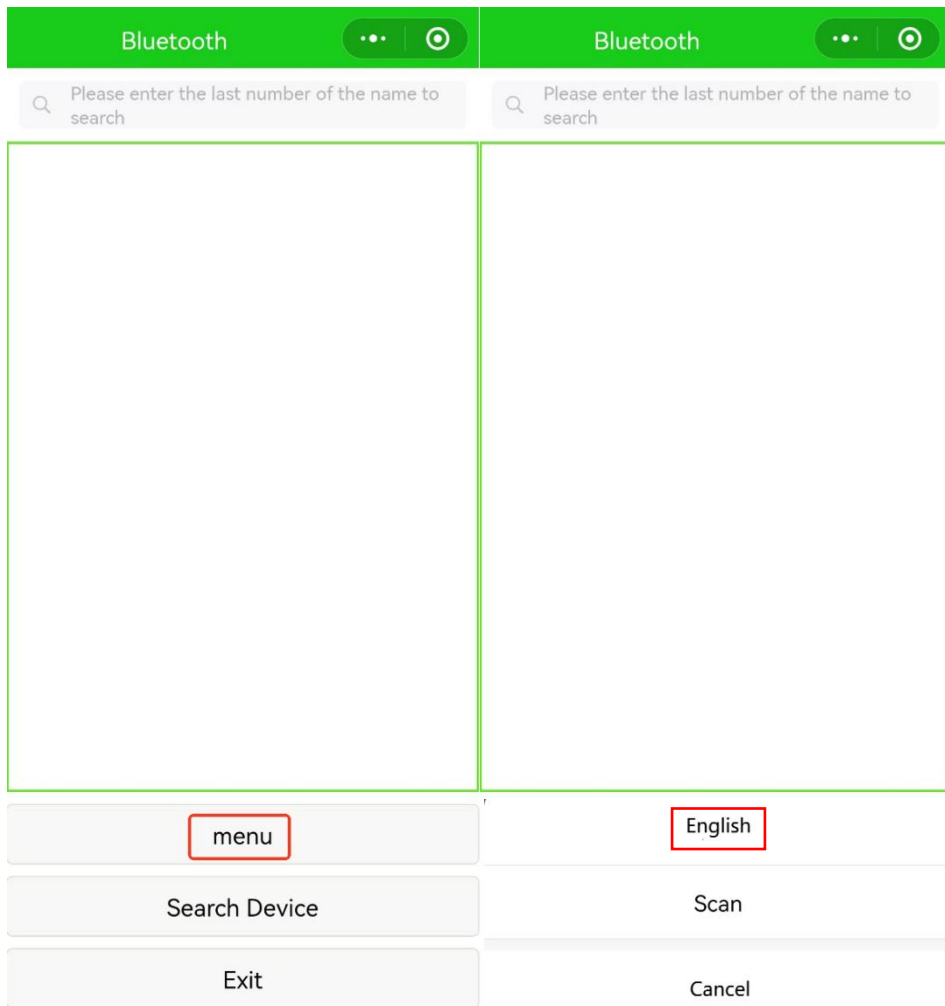 Bluetooth
Please enter the last number of the name to
search
menu
Search Device
Exit
Bluetooth
Please enter the last number of the name to
search
English
Scan
Cancel